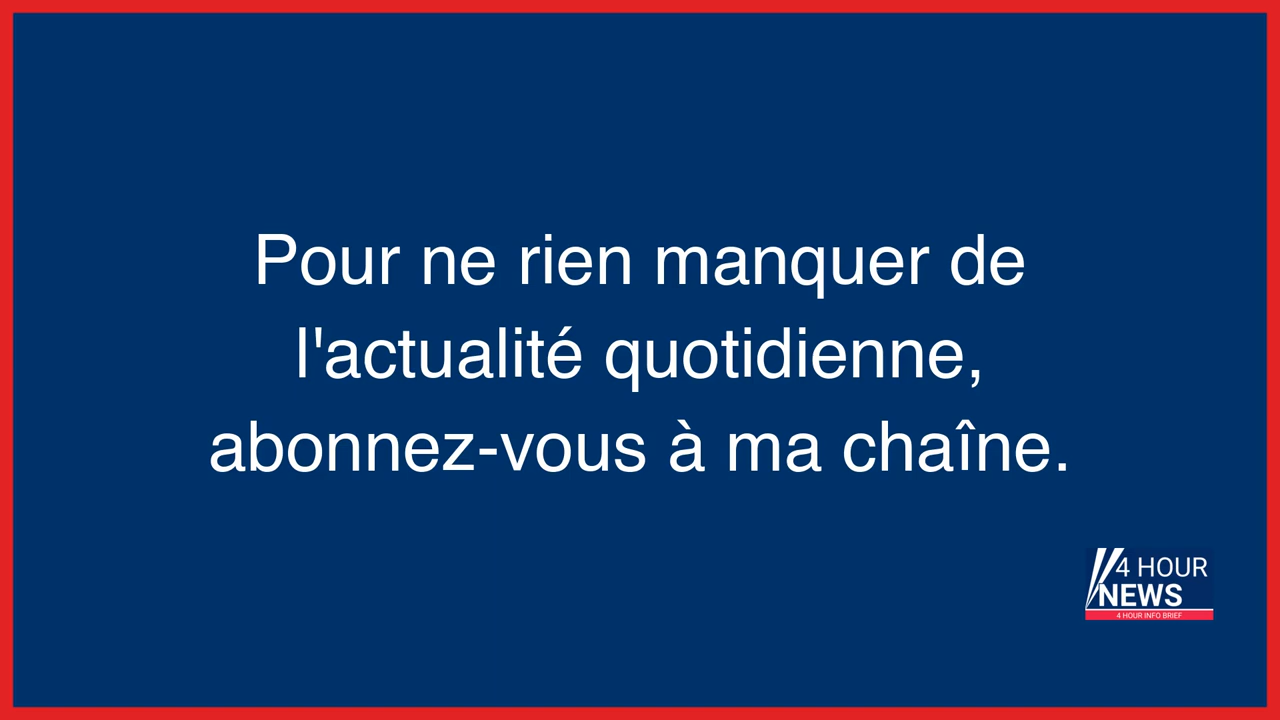 Pour ne rien manquer de
l'actualité quotidienne,
abonnez-vous à ma chaîne.
4 HOUR
NEWS
4 HOUR INFO BRIEF